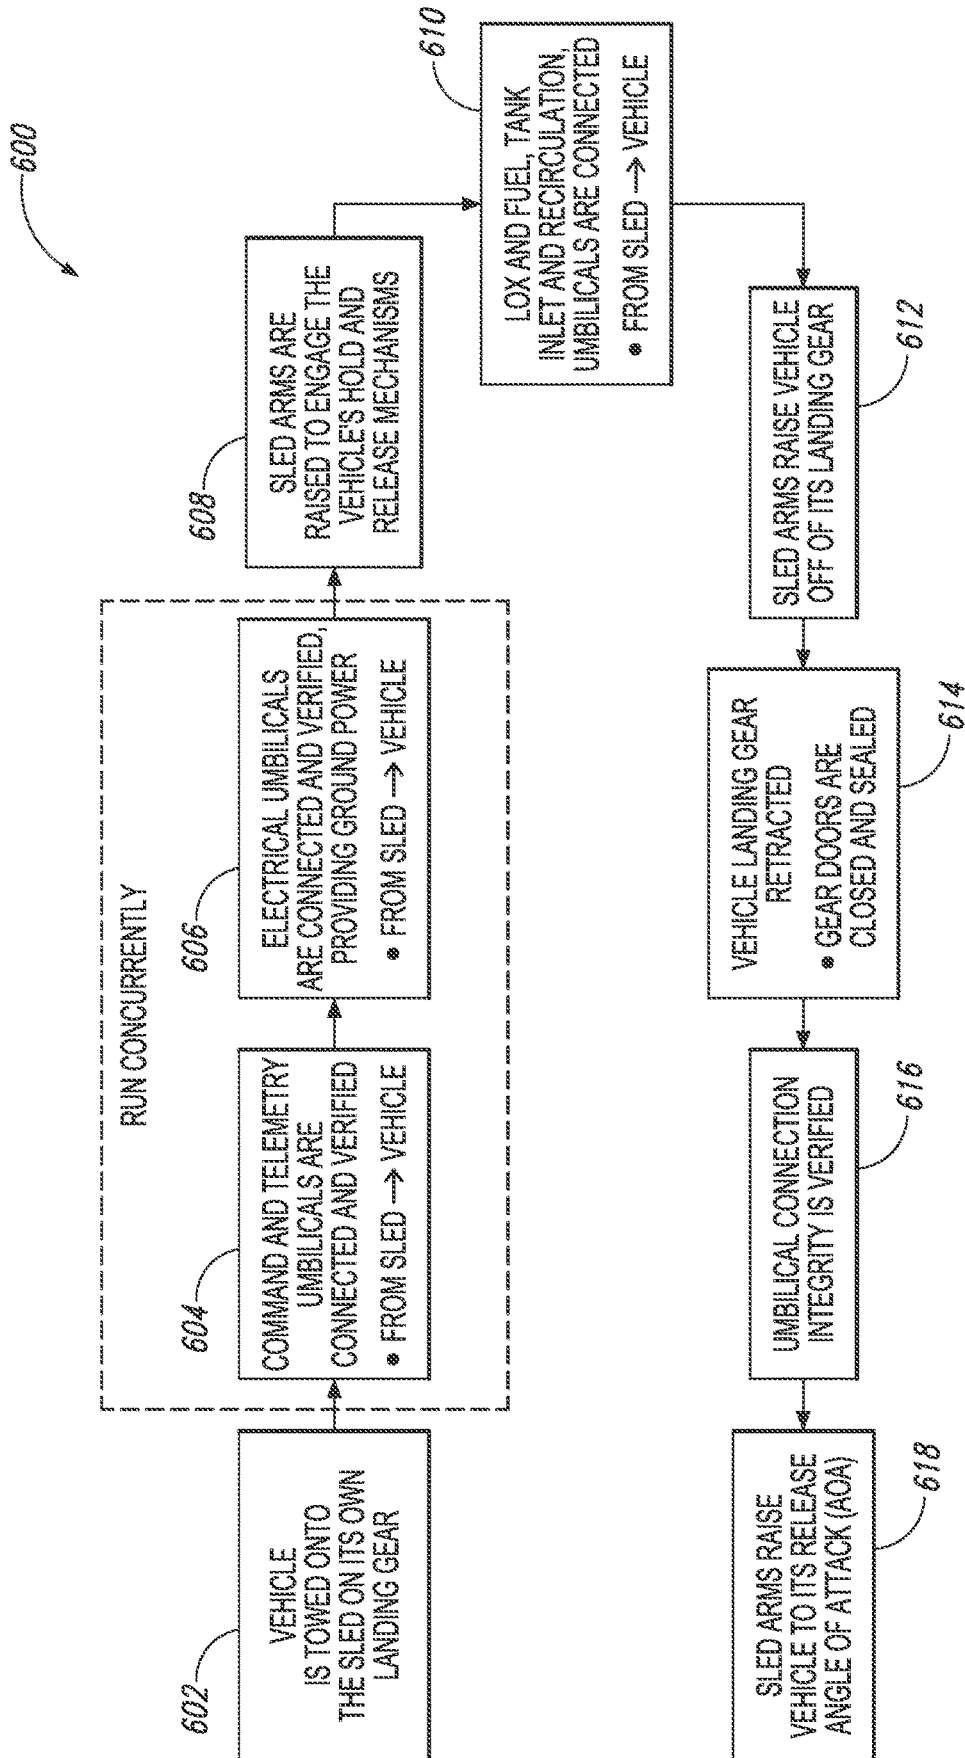 600
602
VEHICLE
IS TOWED ONTO
THE SLED ON ITS OWN
LANDING GEAR
RUN CONCURRENTLY
604
COMMAND AND TELEMETRY
UMBILICALS ARE
CONNECTED AND VERIFIED
• FROM SLED → VEHICLE
606
ELECTRICAL UMBILICALS
ARE CONNECTED AND VERIFIED,
PROVIDING GROUND POWER
• FROM SLED → VEHICLE
608
SLED ARMS ARE
RAISED TO ENGAGE THE
VEHICLE'S HOLD AND
RELEASE MECHANISMS
610
LOX AND FUEL, TANK
INLET AND RECIRCULATION,
UMBILICALS ARE CONNECTED
• FROM SLED → VEHICLE
SLED ARMS RAISE VEHICLE
OFF OF ITS LANDING GEAR
612
VEHICLE LANDING GEAR
RETRACTED
• GEAR DOORS ARE
CLOSED AND SEALED
614
UMBILICAL CONNECTION
INTEGRITY IS VERIFIED
616
SLED ARMS RAISE
VEHICLE TO ITS RELEASE
ANGLE OF ATTACK (AOA)
618